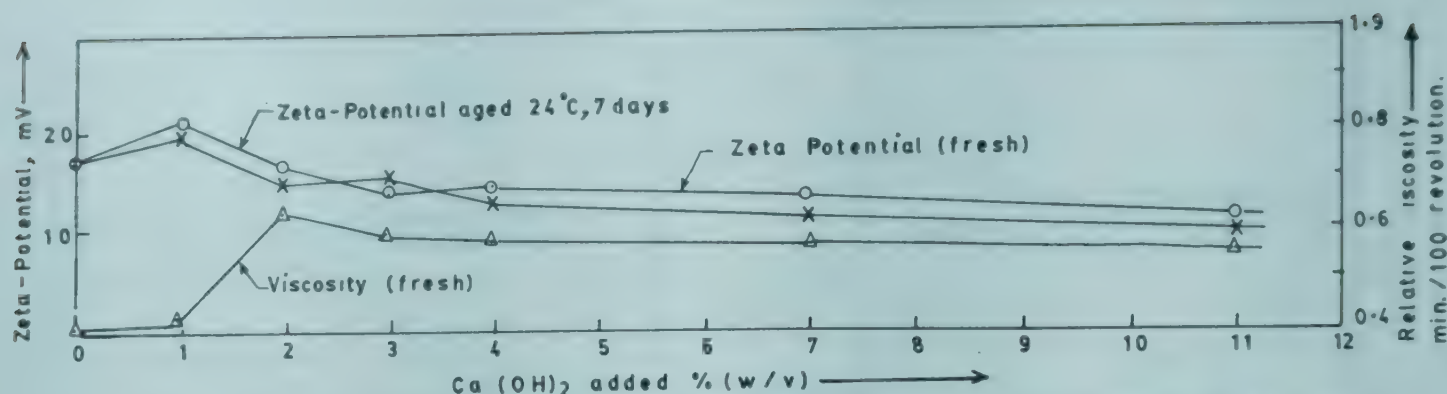 Zeta-Potential, mV
20
10
Zeta-Potential aged 24°C, 7 days
Zeta Potential (fresh)
Viscosity (fresh)
0 1 2 3 4 5 6 7 8 9 10 11 12
Ca (OH)2 added % (w/v)
1.9
0.8
0.6
0.4
Relative iscosity
min./100 revolution.